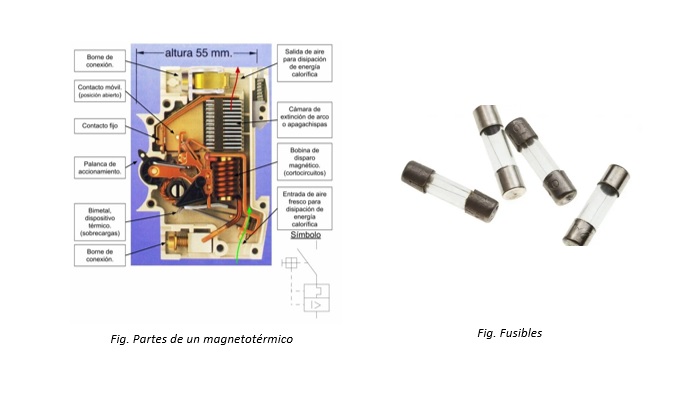 altura 55 mm.
Borne de
conexión.
Contacto móvil.
(posición abierto)
Contacto fijo
Palanca de
accionamiento.
Bimetal,
dispositivo
térmico.
(sobrecargas)
Borne de
conexión.
Salida de aire
para disipación
de energía
calorífica
Cámara de
extinción de arco
o apagachispas
Bobina de
disparo
magnético.
(cortocircuitos)
Entrada de aire
fresco para
disipación de
energía
calorífica
Símbolo
I>
Fig. Partes de un magnetotérmico
Fig. Fusibles